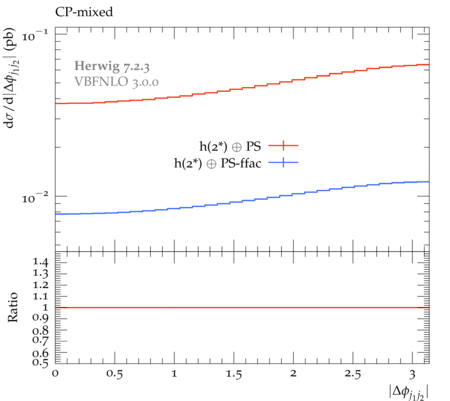 CP-mixed
dσ/d|Δϕj₁j₂| (pb)
10⁻¹
Herwig 7.2.3
VBFNLO 3.0.0
h(2*) ⊕ PS
h(2*) ⊕ PS-ffac
10⁻²
Ratio
1.4
1.3
1.2
1.1
1
0.9
0.8
0.7
0.6
0.5
0 0.5 1 1.5 2 2.5 3
|Δϕj₁j₂|